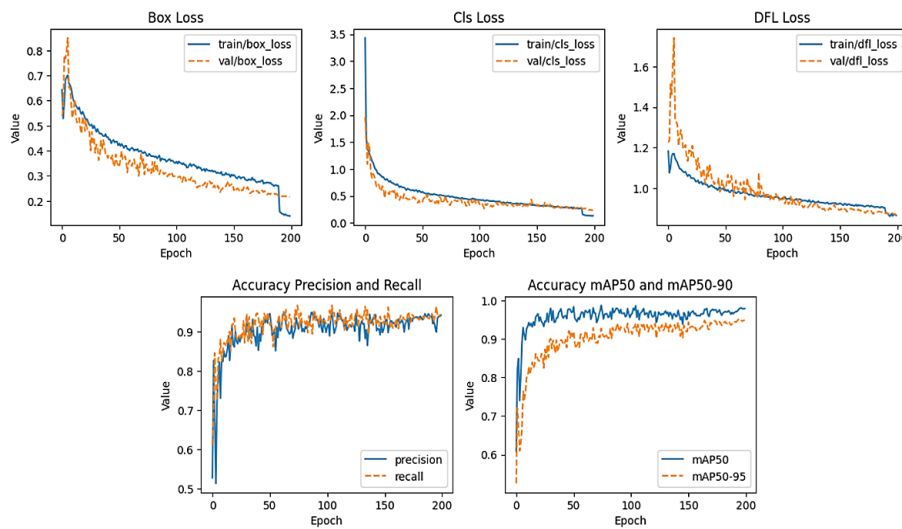 Box Loss
Value
0.8
0.7
0.6
0.5
0.4
0.3
0.2
train/box_loss
val/box_loss
0 50 100 150 200
Epoch
Cls Loss
Value
3.5
3.0
2.5
2.0
1.5
1.0
0.5
0.0
train/cls_loss
val/cls_loss
0 50 100 150 200
Epoch
DFL Loss
Value
1.6
1.4
1.2
1.0
train/dfl_loss
val/dfl_loss
0 50 100 150 200
Epoch
Accuracy Precision and Recall
Value
0.9
0.8
0.7
0.6
0.5
precision
recall
0 50 100 150 200
Epoch
Accuracy mAP50 and mAP50-90
Value
1.0
0.9
0.8
0.7
0.6
mAP50
mAP50-95
0 50 100 150 200
Epoch